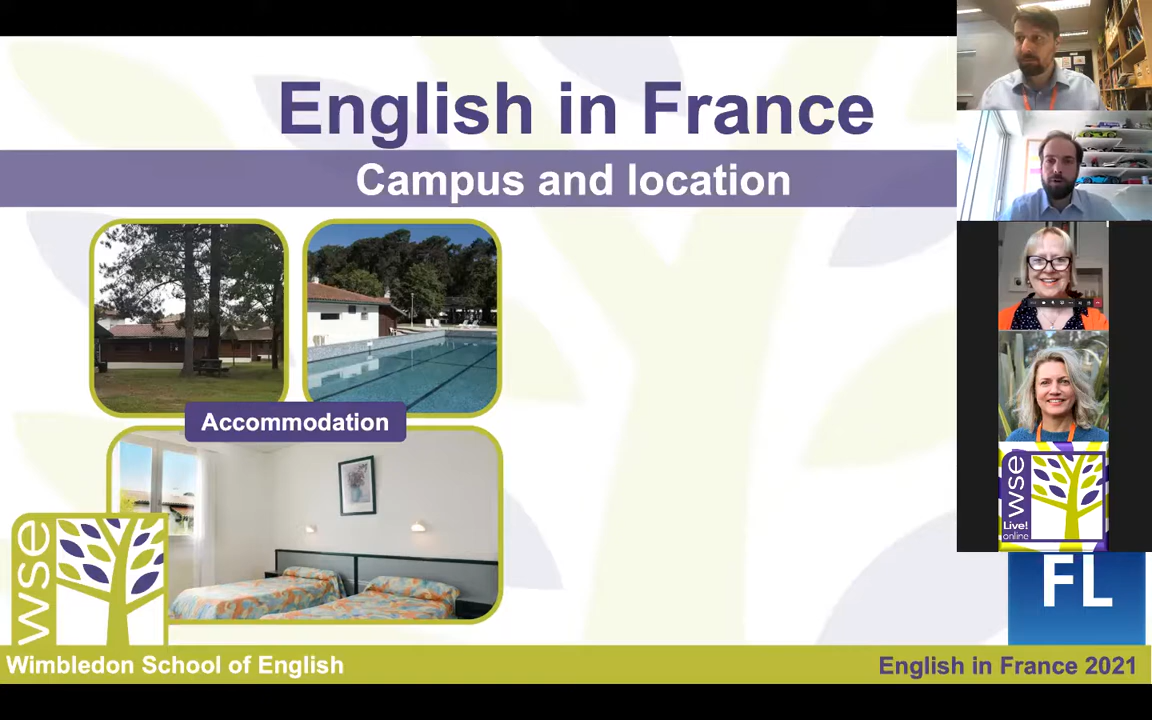 English in France
Campus and location
Accommodation
wse
wse
Live!
online
FL
Wimbledon School of English
English in France 2021